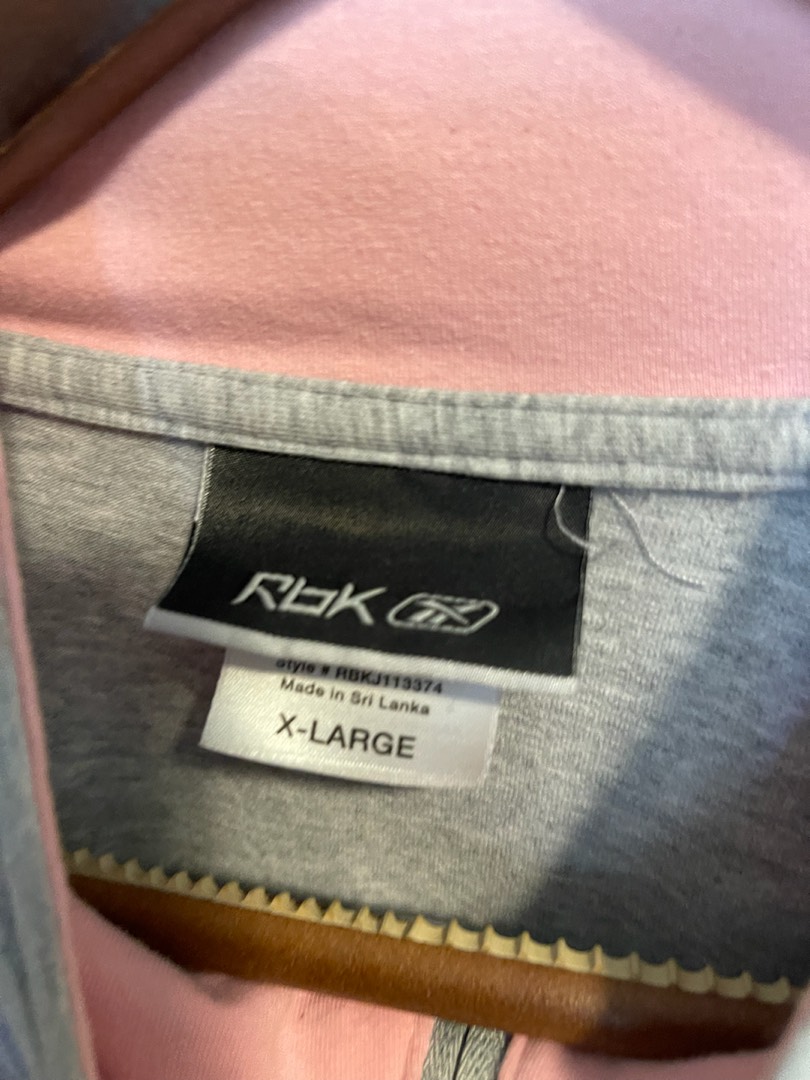 Rbk
Style # RBKJ113374
Made in Sri Lanka
X-LARGE